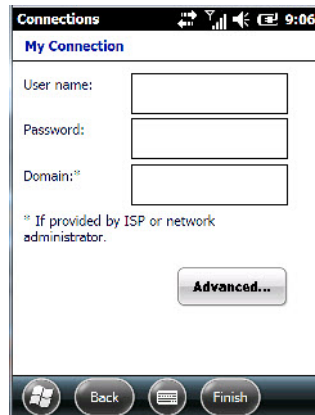 Connections 9:06
My Connection
User name:
Password:
Domain:*
* If provided by ISP or network
administrator.
Advanced...
Back Finish